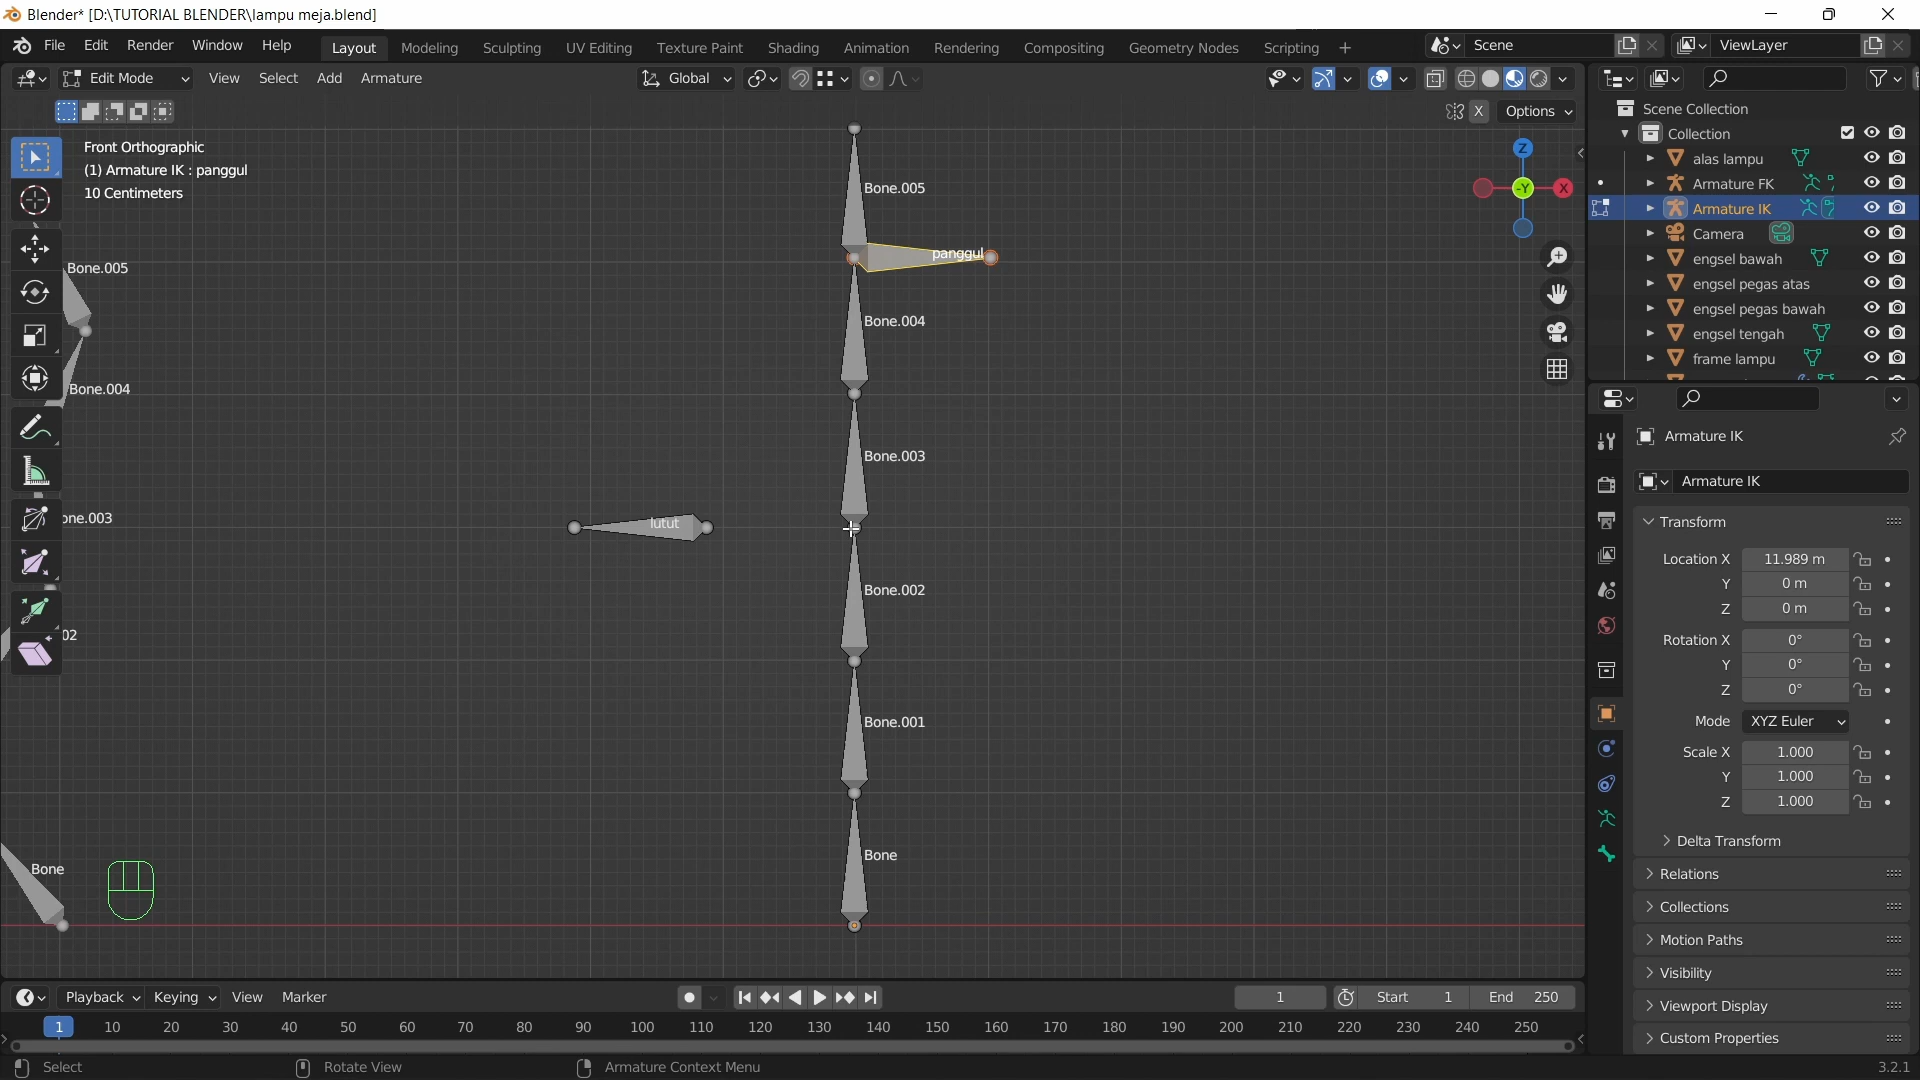 Blender* [D:\TUTORIAL BLENDER\lampu meja.blend]
File Edit Render Window Help Layout Modeling Sculpting UV Editing Texture Paint Shading Animation Rendering Compositing Geometry Nodes Scripting + Scene ViewLayer
Edit Mode View Select Add Armature Global
X Options
Front Orthographic
(1) Armature IK : panggul
10 Centimeters
Z
-Y
X
Bone.005
panggul
Bone.005
Bone.004
Bone.004
Bone.003
one.003
lutut
Bone.002
02
Bone.001
Bone
Bone
Scene Collection
Collection
alas lampu
Armature FK
Armature IK
Camera
engsel bawah
engsel pegas atas
engsel pegas bawah
engsel tengah
frame lampu
Armature IK
Armature IK
Transform
Location X 11.989 m
Y 0 m
Z 0 m
Rotation X 0°
Y 0°
Z 0°
Mode XYZ Euler
Scale X 1.000
Y 1.000
Z 1.000
Delta Transform
Relations
Collections
Motion Paths
Visibility
Viewport Display
Custom Properties
Playback Keying View Marker 1 Start 1 End 250
1 10 20 30 40 50 60 70 80 90 100 110 120 130 140 150 160 170 180 190 200 210 220 230 240 250
Select Rotate View Armature Context Menu 3.2.1